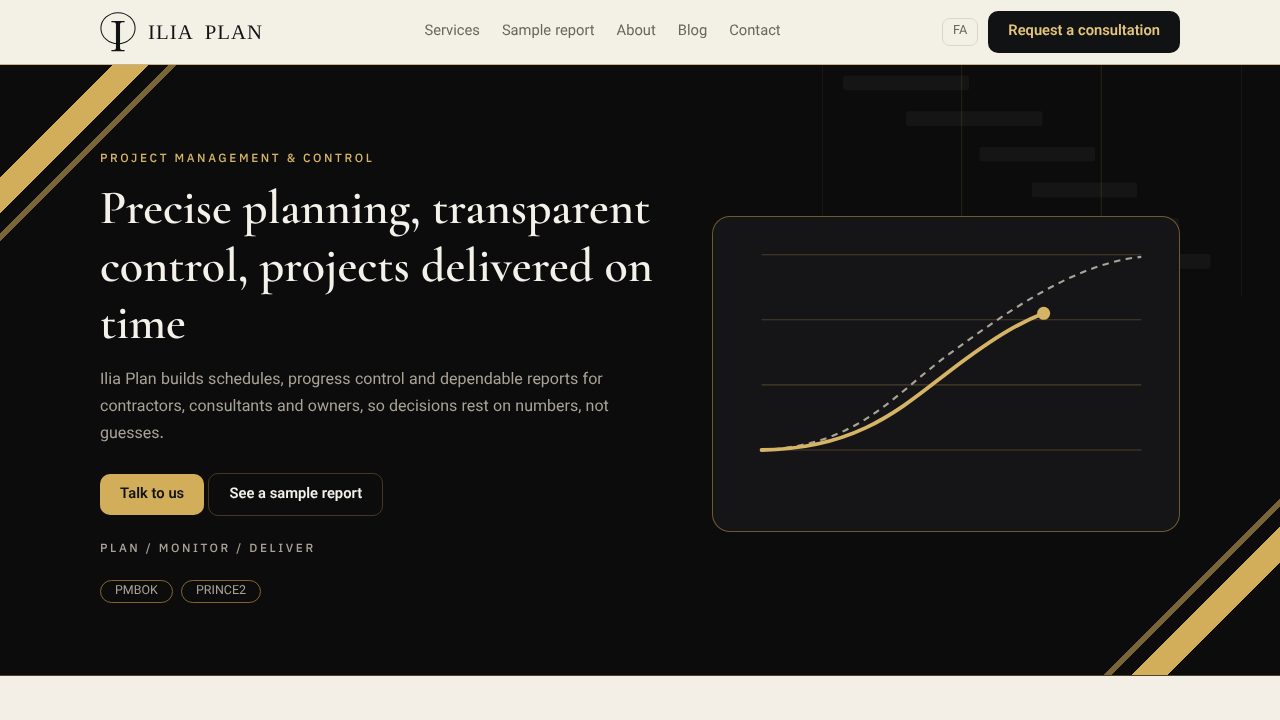 ILIA PLAN
Services
Sample report
About
Blog
Contact
FA
Request a consultation
PROJECT MANAGEMENT & CONTROL
Precise planning, transparent
control, projects delivered on
time
Ilia Plan builds schedules, progress control and dependable reports for
contractors, consultants and owners, so decisions rest on numbers, not
guesses.
Talk to us
See a sample report
PLAN / MONITOR / DELIVER
PMBOK
PRINCE2